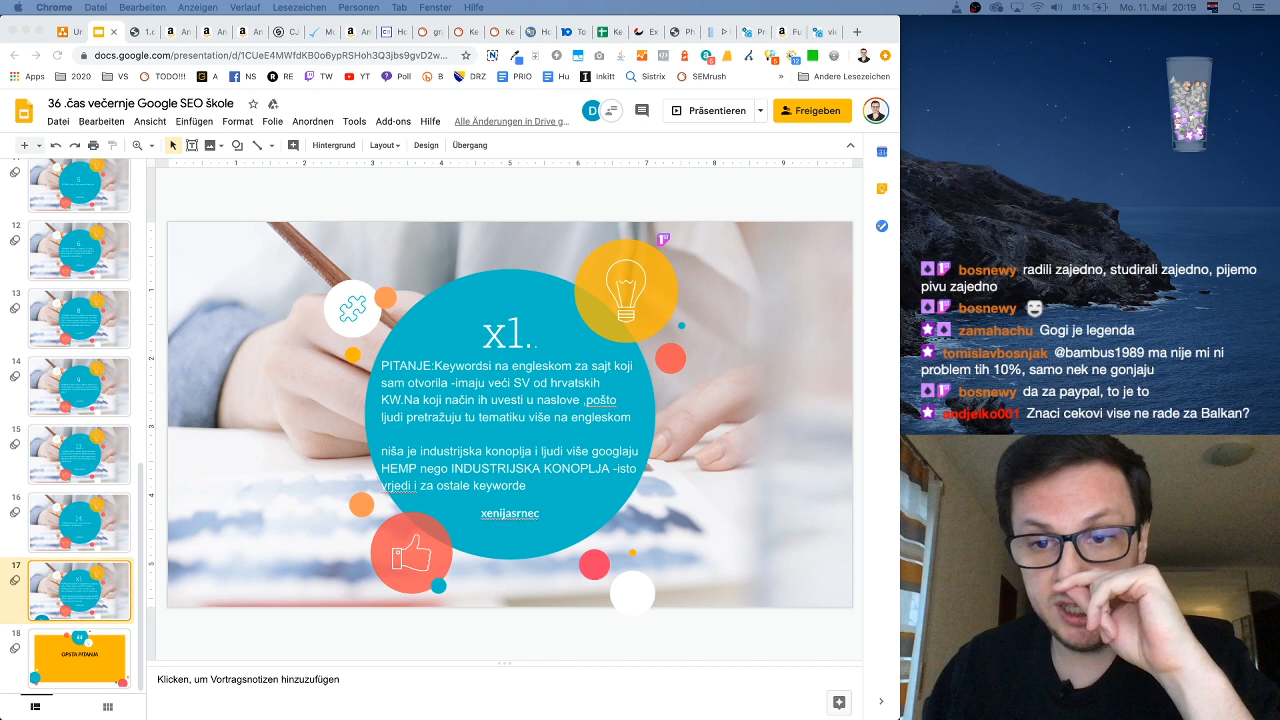 Chrome Datei Bearbeiten Anzeigen Verlauf Lesezeichen Personen Tab Fenster Hilfe
81% Mo. 11. Mai 20:19
docs.google.com/presentation/d/1CuE4MWfdKB0o6ypRSHoh3D3jbs9gvD2w...
Apps 2020 VS TODO!!! A NS RE TW YT Poll B DRZ PRIO Hu Inkitt Sistrix SEMrush » Andere Lesezeichen
36 .čas večernje Google SEO škole
Datei Bearbeiten Ansicht Einfügen Format Folie Anordnen Tools Add-ons Hilfe Alle Änderungen in Drive g...
Präsentieren
Freigeben
Hintergrund Layout Design Übergang
12
13
14
15
16
17
18
OPSTA PITANJA
x1..
PITANJE:Keywordsi na engleskom za sajt koji
sam otvorila -imaju veći SV od hrvatskih
KW.Na koji način ih uvesti u naslove ,pošto
ljudi pretražuju tu tematiku više na engleskom
niša je industrijska konoplja i ljudi više googlaju
HEMP nego INDUSTRIJSKA KONOPLJA -isto
vrjedi i za ostale keyworde
xenijasrnec
Klicken, um Vortragsnotizen hinzuzufügen
bosnewy radili zajedno, studirali zajedno, pijemo
pivu zajedno
bosnewy
zamahachu Gogi je legenda
tomislavbosnjak @bambus1989 ma nije mi ni
problem tih 10%, samo nek ne gonjaju
bosnewy da za paypal, to je to
andjelko001 Znaci cekovi vise ne rade za Balkan?